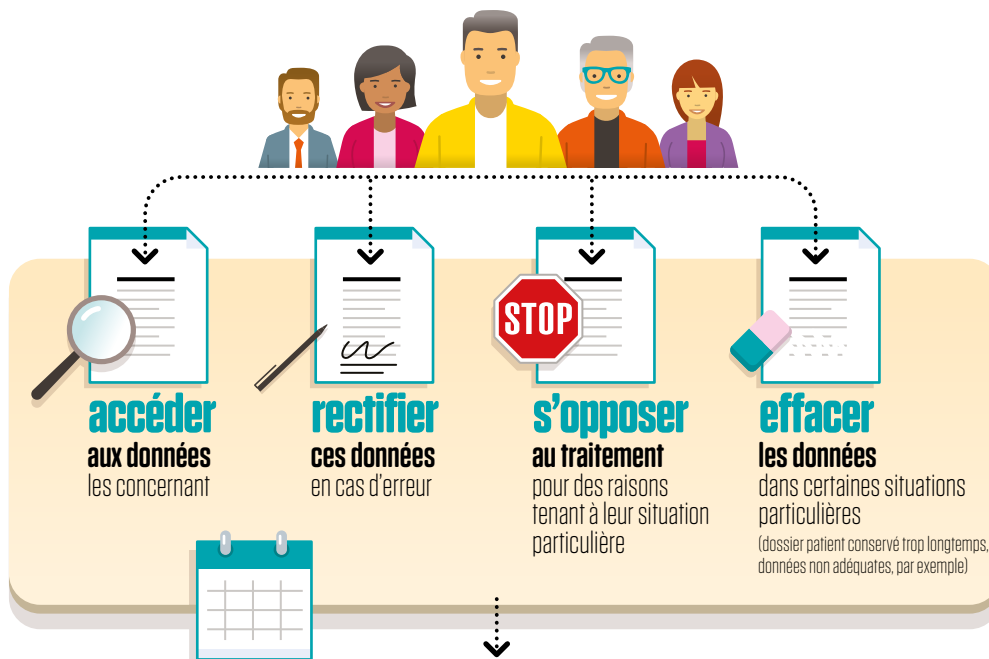 accéder
aux données
les concernant
rectifier
ces données
en cas d'erreur
STOP
s'opposer
au traitement
pour des raisons
tenant à leur situation
particulière
effacer
les données
dans certaines situations
particulières
(dossier patient conservé trop longtemps,
données non adéquates, par exemple)